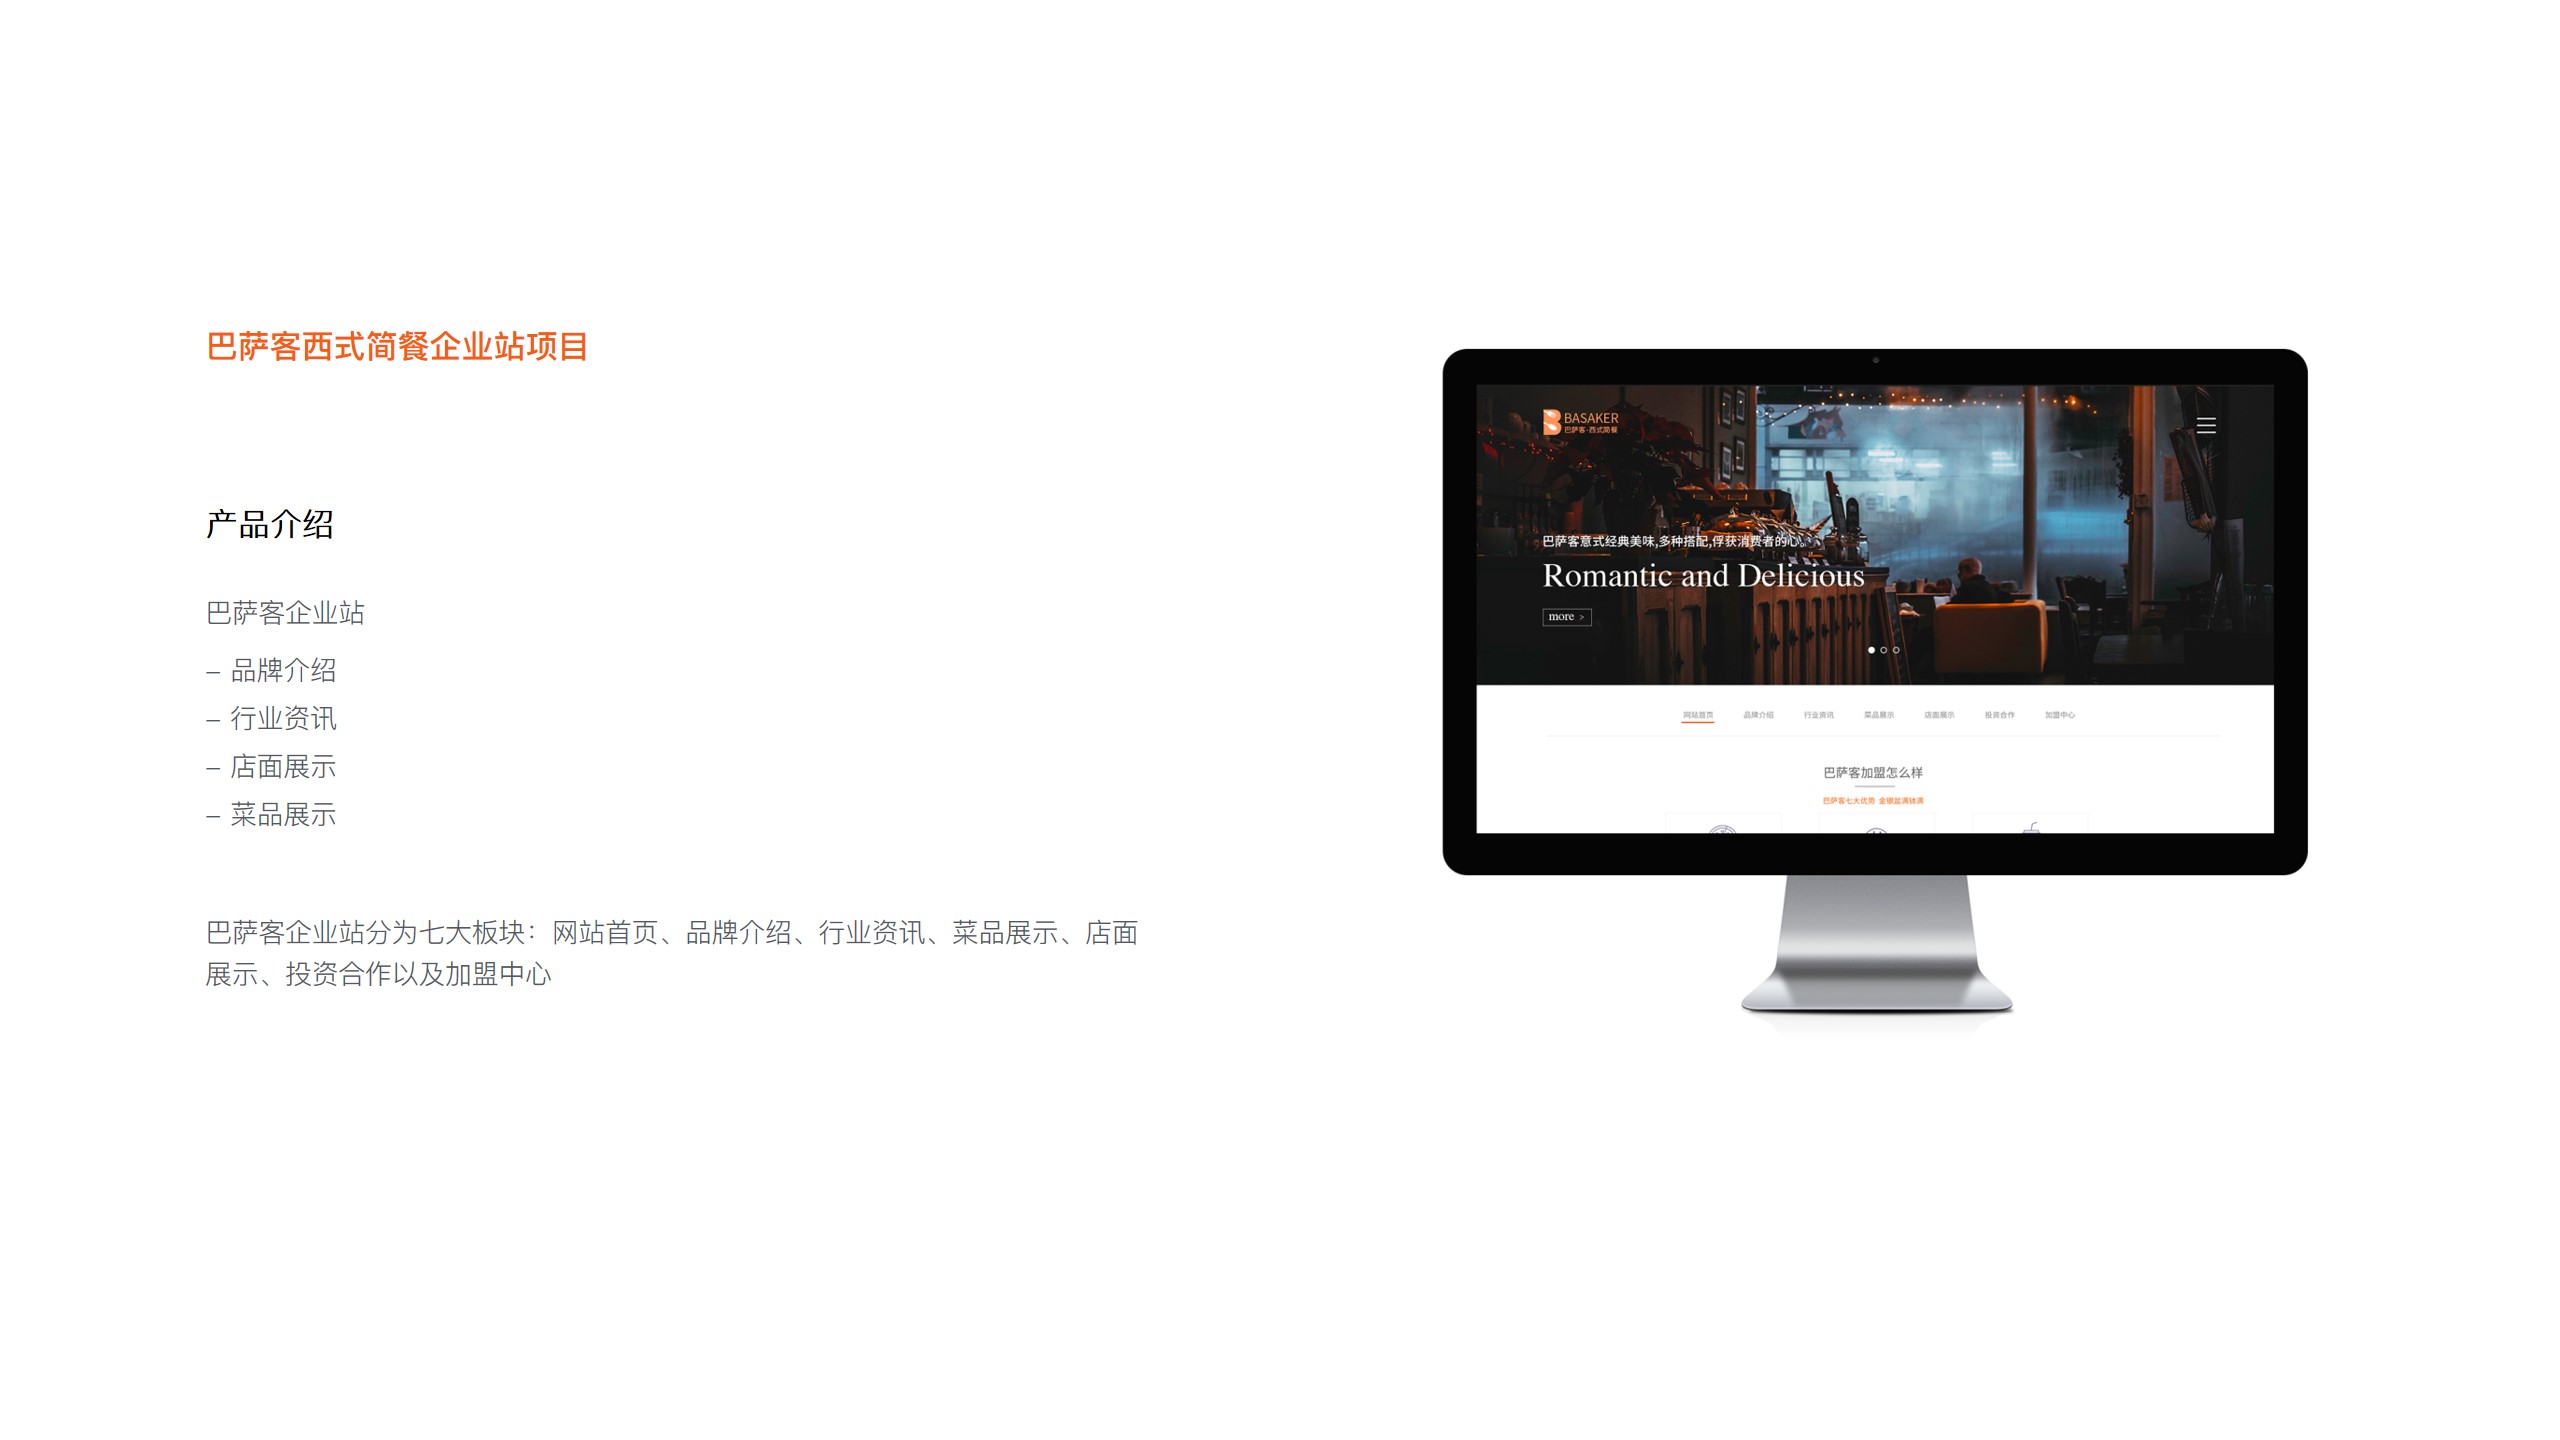 巴萨客西式简餐企业站项目
产品介绍
巴萨客企业站
– 品牌介绍
– 行业资讯
– 店面展示
– 菜品展示
巴萨客企业站分为七大板块：网站首页、品牌介绍、行业资讯、菜品展示、店面
展示、投资合作以及加盟中心
BASAKER
巴萨客·西式简餐
巴萨客意式经典美味,多种搭配,俘获消费者的心。
Romantic and Delicious
more >
网站首页 品牌介绍 行业资讯 菜品展示 店面展示 投资合作 加盟中心
巴萨客加盟怎么样
巴萨客七大优势 金银盆满钵满